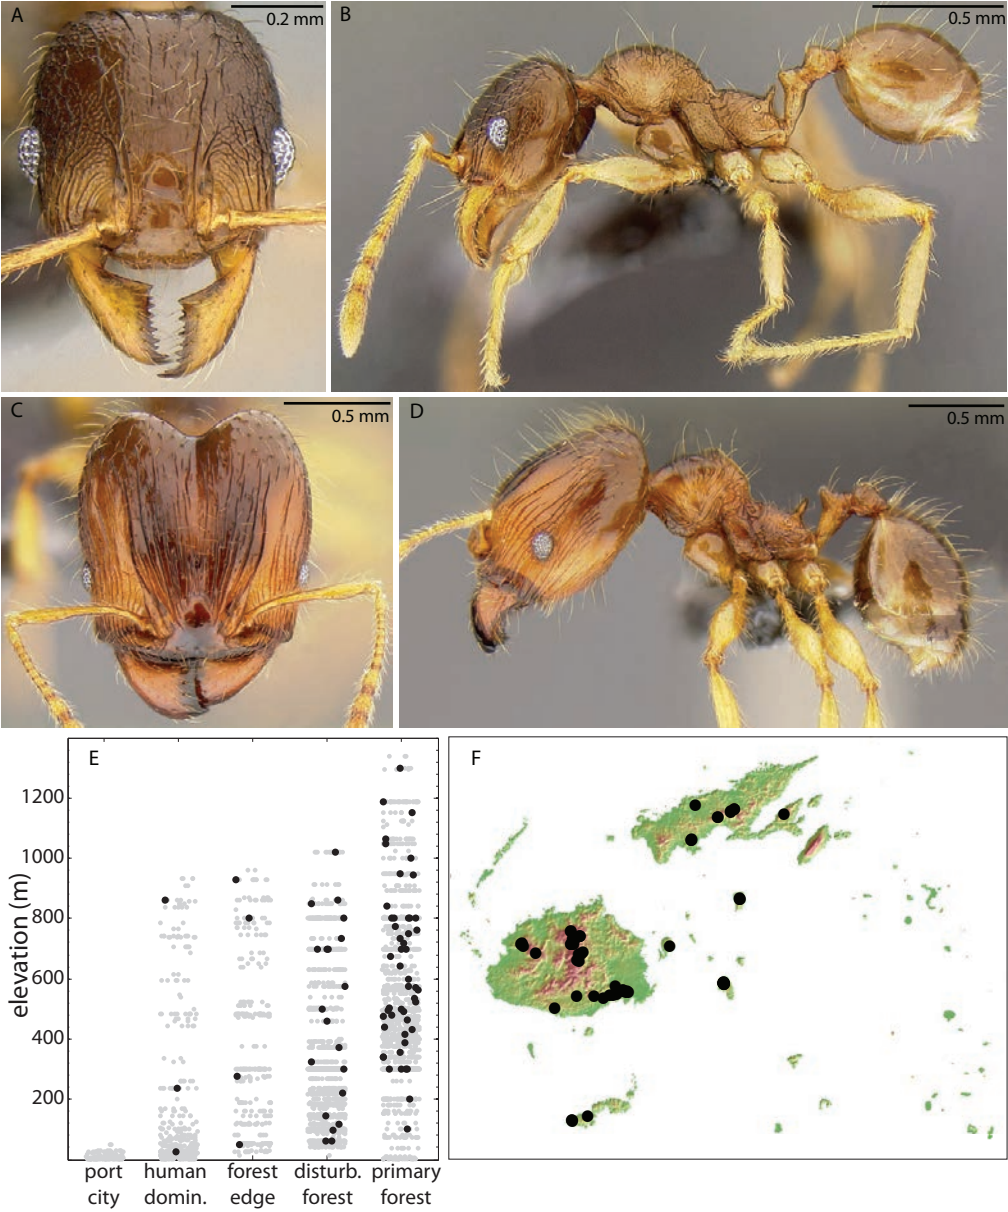 A
0.2 mm
B
0.5 mm
C
0.5 mm
D
0.5 mm
E
F
elevation (m)
1200
1000
800
600
400
200
port city
human domin.
forest edge
disturb. forest
primary forest